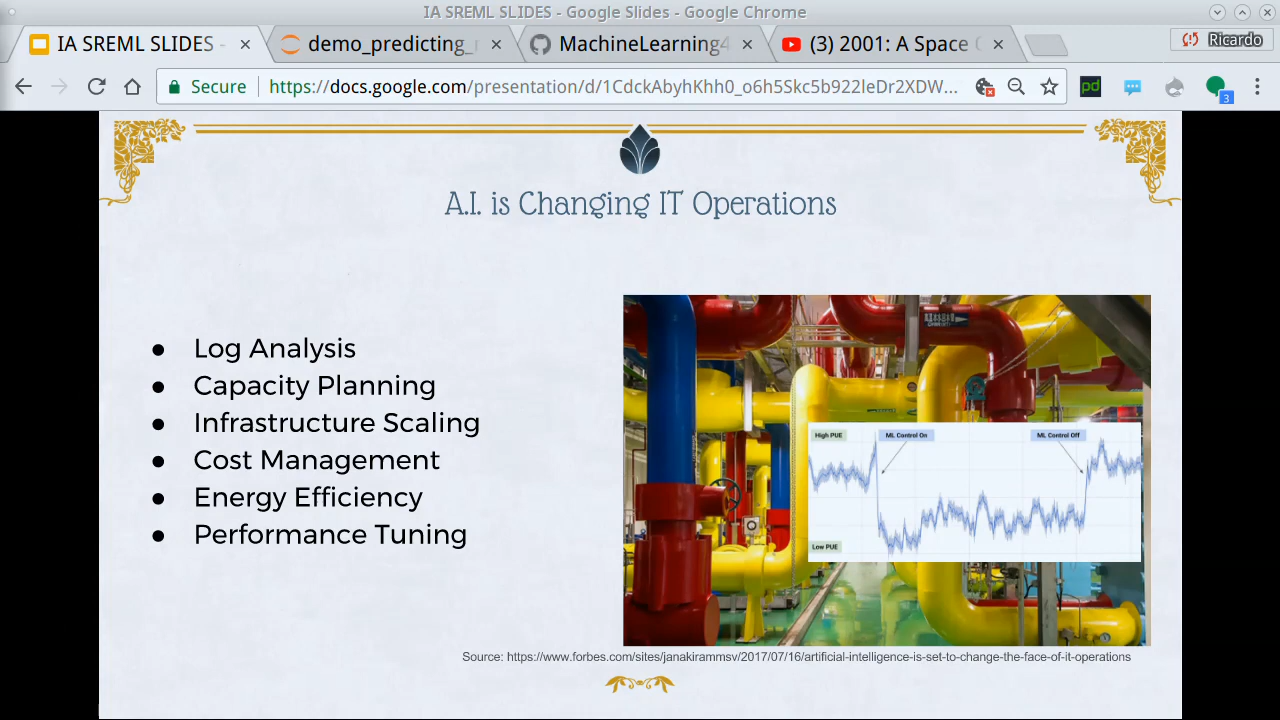 IA SREML SLIDES - Google Slides - Google Chrome
IA SREML SLIDES -
demo_predicting_
MachineLearning4
(3) 2001: A Space
Ricardo
Secure
https://docs.google.com/presentation/d/1CdckAbyhKhh0_o6h5Skc5b922leDr2XDW...
pd
3
A.I. is Changing IT Operations
● Log Analysis
● Capacity Planning
● Infrastructure Scaling
● Cost Management
● Energy Efficiency
● Performance Tuning
High PUE
ML Control On
ML Control Off
Low PUE
Source: https://www.forbes.com/sites/janakirammsv/2017/07/16/artificial-intelligence-is-set-to-change-the-face-of-it-operations